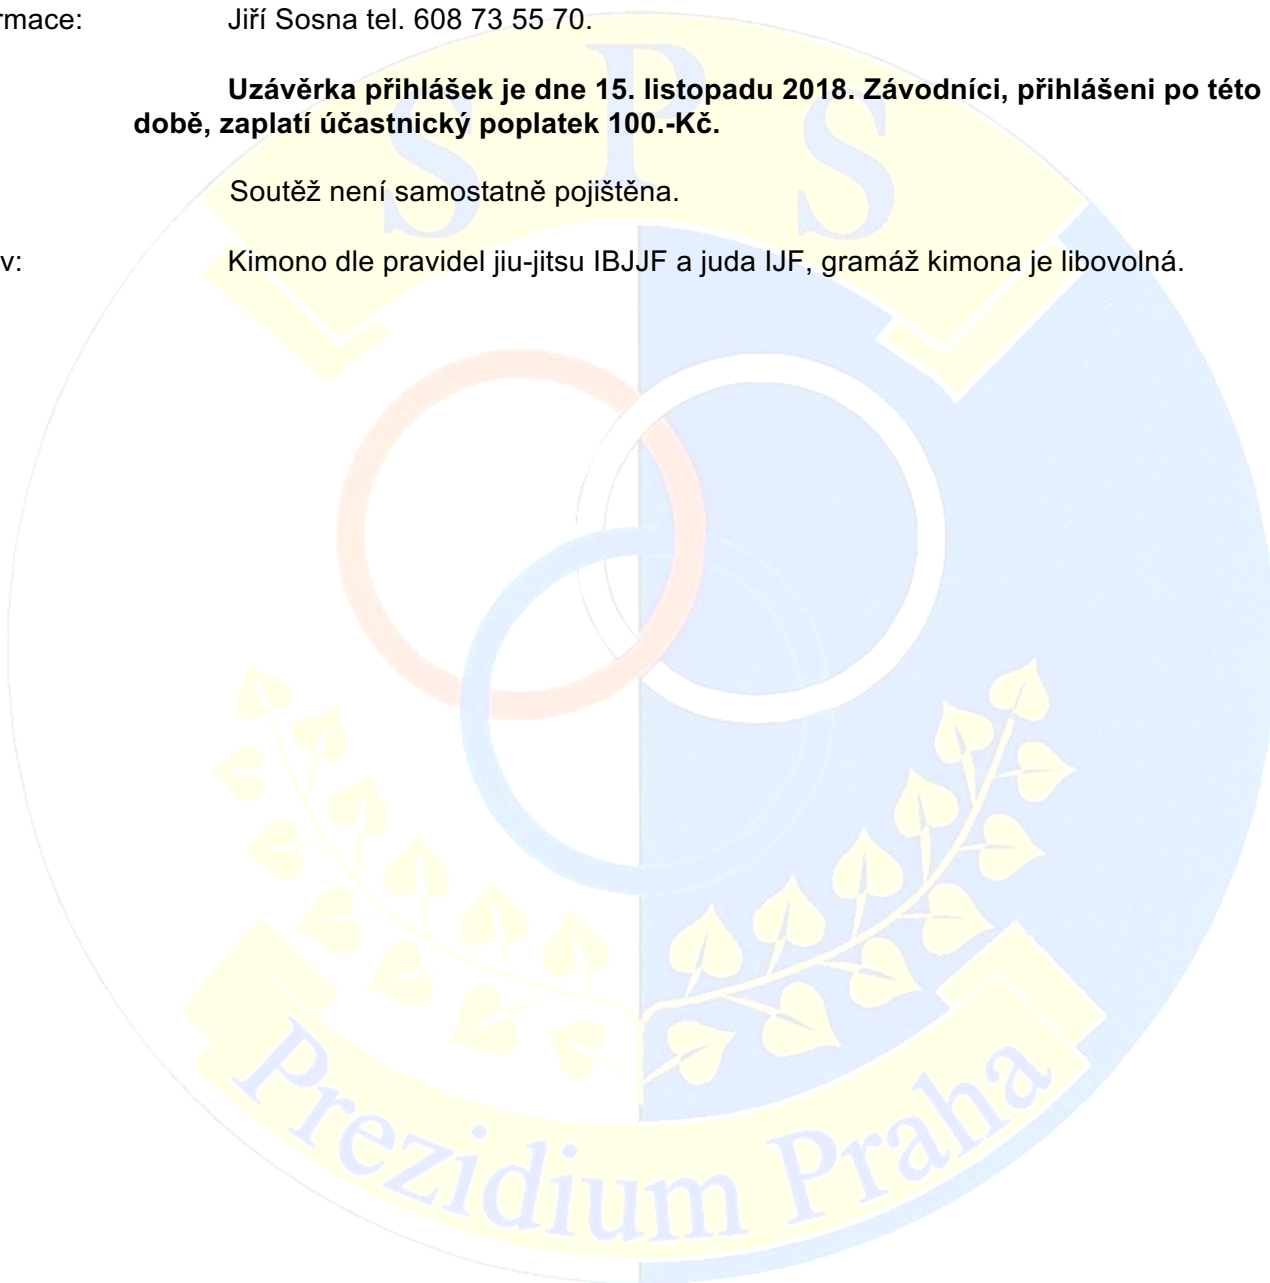 rmace: Jiří Sosna tel. 608 73 55 70.
Uzávěrka přihlášek je dne 15. listopadu 2018. Závodníci, přihlášeni po této
době, zaplatí účastnický poplatek 100.-Kč.
Soutěž není samostatně pojištěna.
v: Kimono dle pravidel jiu-jitsu IBJJF a juda IJF, gramáž kimona je libovolná.
S P S
Prezidium Praha